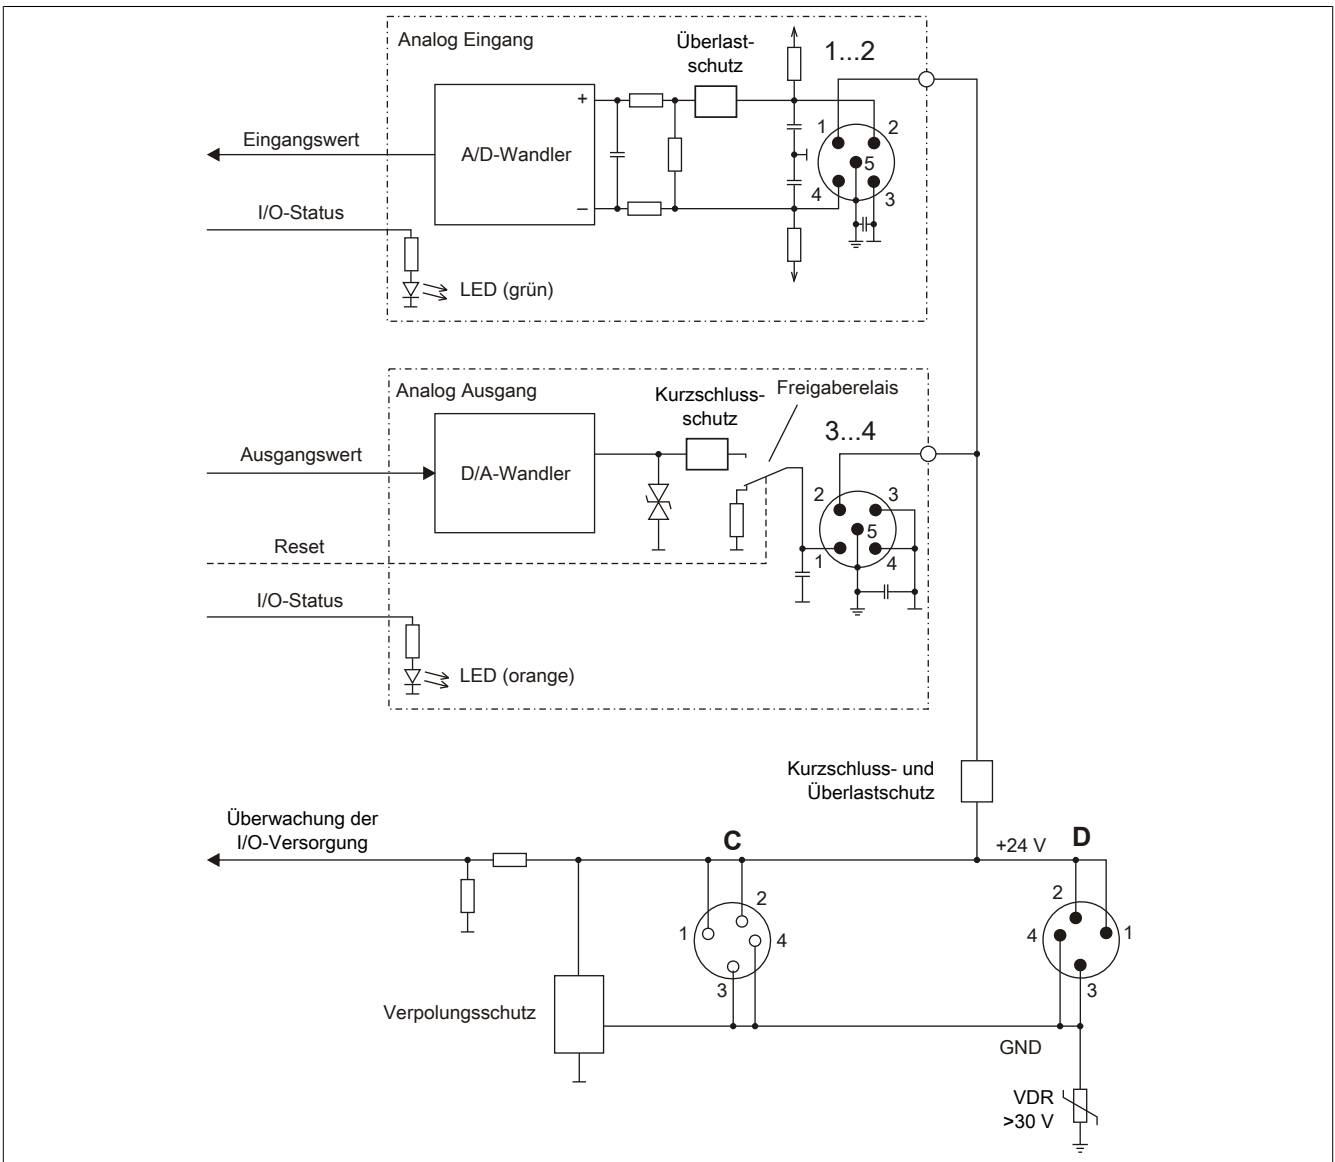 Analog Eingang
Überlast-
schutz
1...2
+
A/D-Wandler
–
Eingangswert
I/O-Status
LED (grün)
1
2
5
4
3
Analog Ausgang
Kurzschluss-
schutz
Freigaberelais
3...4
Ausgangswert
D/A-Wandler
Reset
I/O-Status
LED (orange)
2
3
5
1
4
Kurzschluss- und
Überlastschutz
Überwachung der
I/O-Versorgung
C
+24 V
D
2
1
4
3
2
4
1
3
Verpolungsschutz
GND
VDR
>30 V